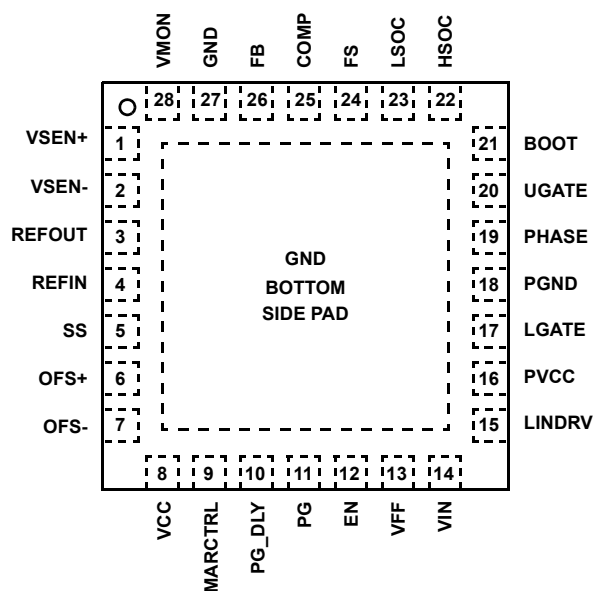 VMON
GND
FB
COMP
FS
LSOC
HSOC
28 27 26 25 24 23 22
VSEN+ 1
VSEN- 2
REFOUT 3
REFIN 4
SS 5
OFS+ 6
OFS- 7
GND
BOTTOM
SIDE PAD
21 BOOT
20 UGATE
19 PHASE
18 PGND
17 LGATE
16 PVCC
15 LINDRV
8 9 10 11 12 13 14
VCC
MARCTRL
PG_DLY
PG
EN
VFF
VIN